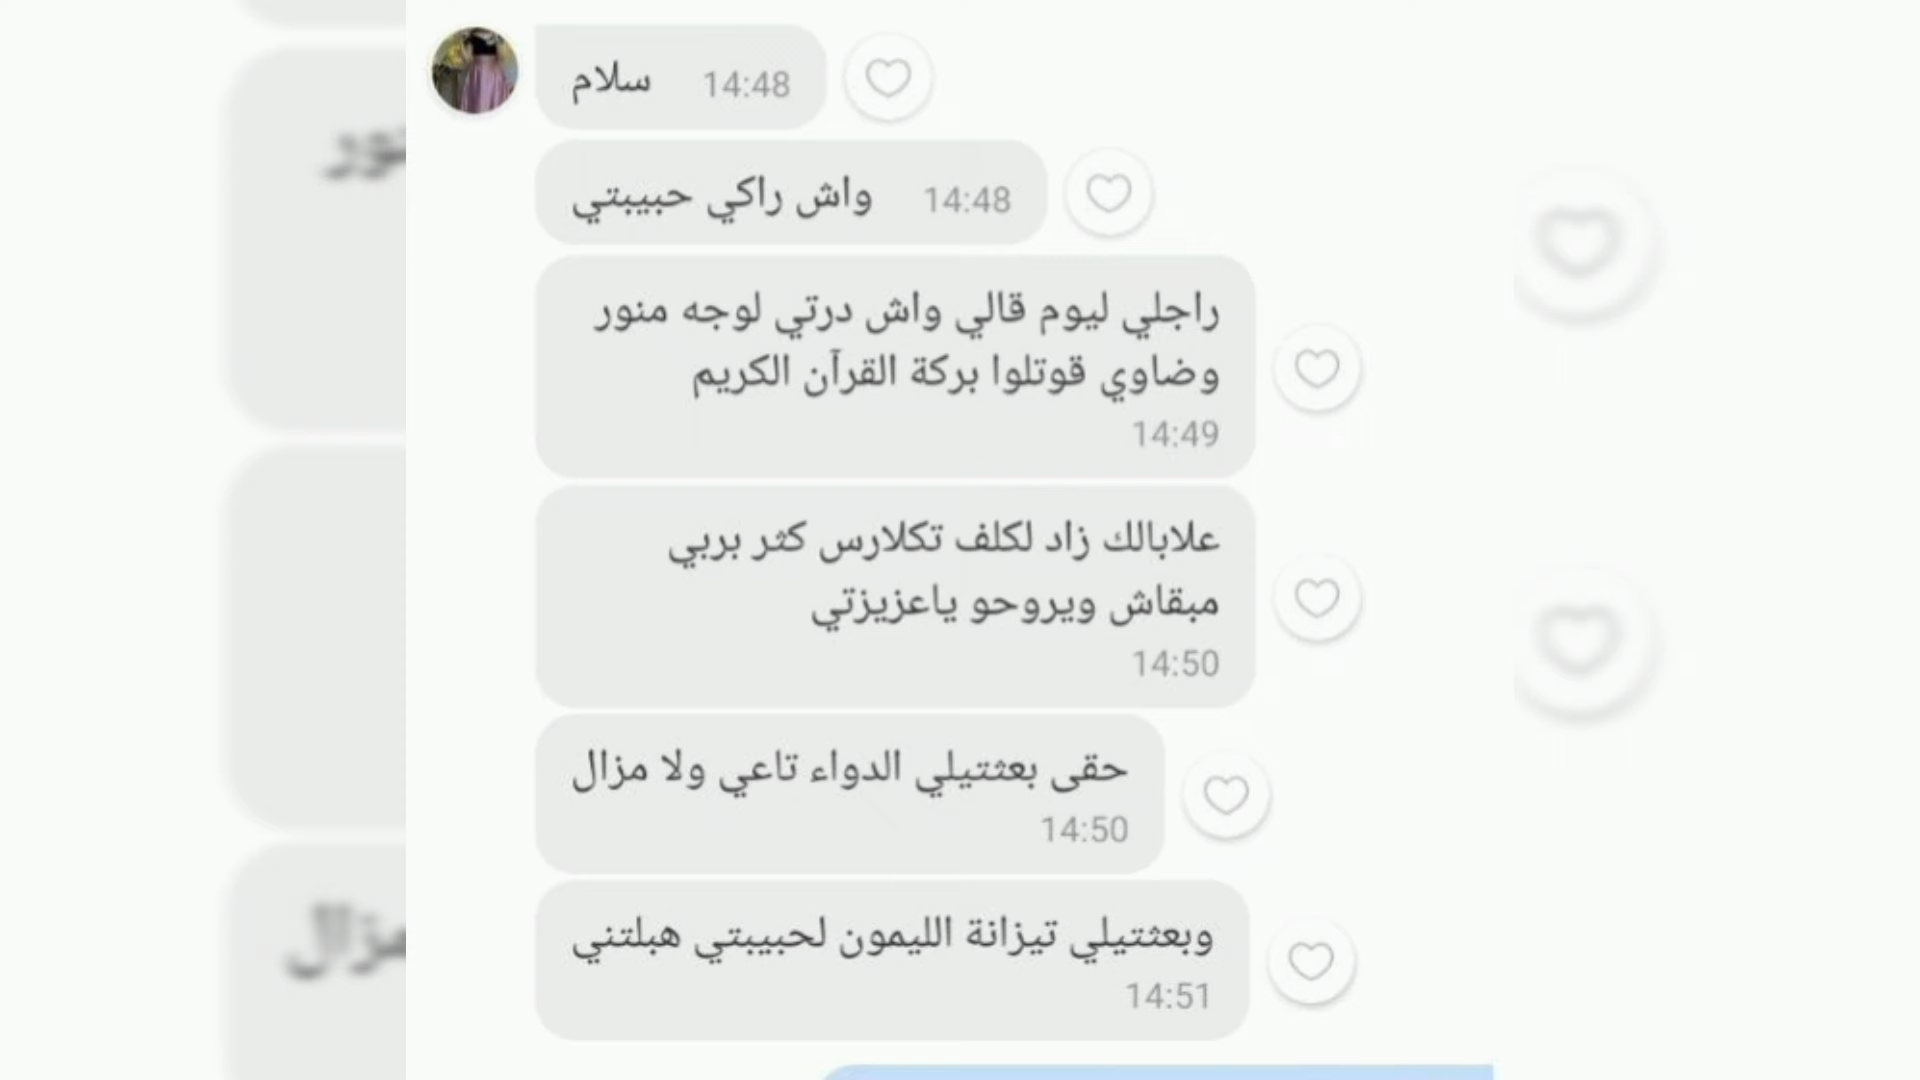 سلام 14:48
واش راكي حبيبتي 14:48
راجلي ليوم قالي واش درتي لوجه منور
وضاوي قوتلوا بركة القرآن الكريم
14:49
علابالك زاد لكلف تكلارس كثر بربي
مبقاش ويروحو ياعزيزتي
14:50
حقى بعثتيلي الدواء تاعي ولا مزال
14:50
وبعثتيلي تيزانة الليمون لحبيبتي هبلتني
14:51